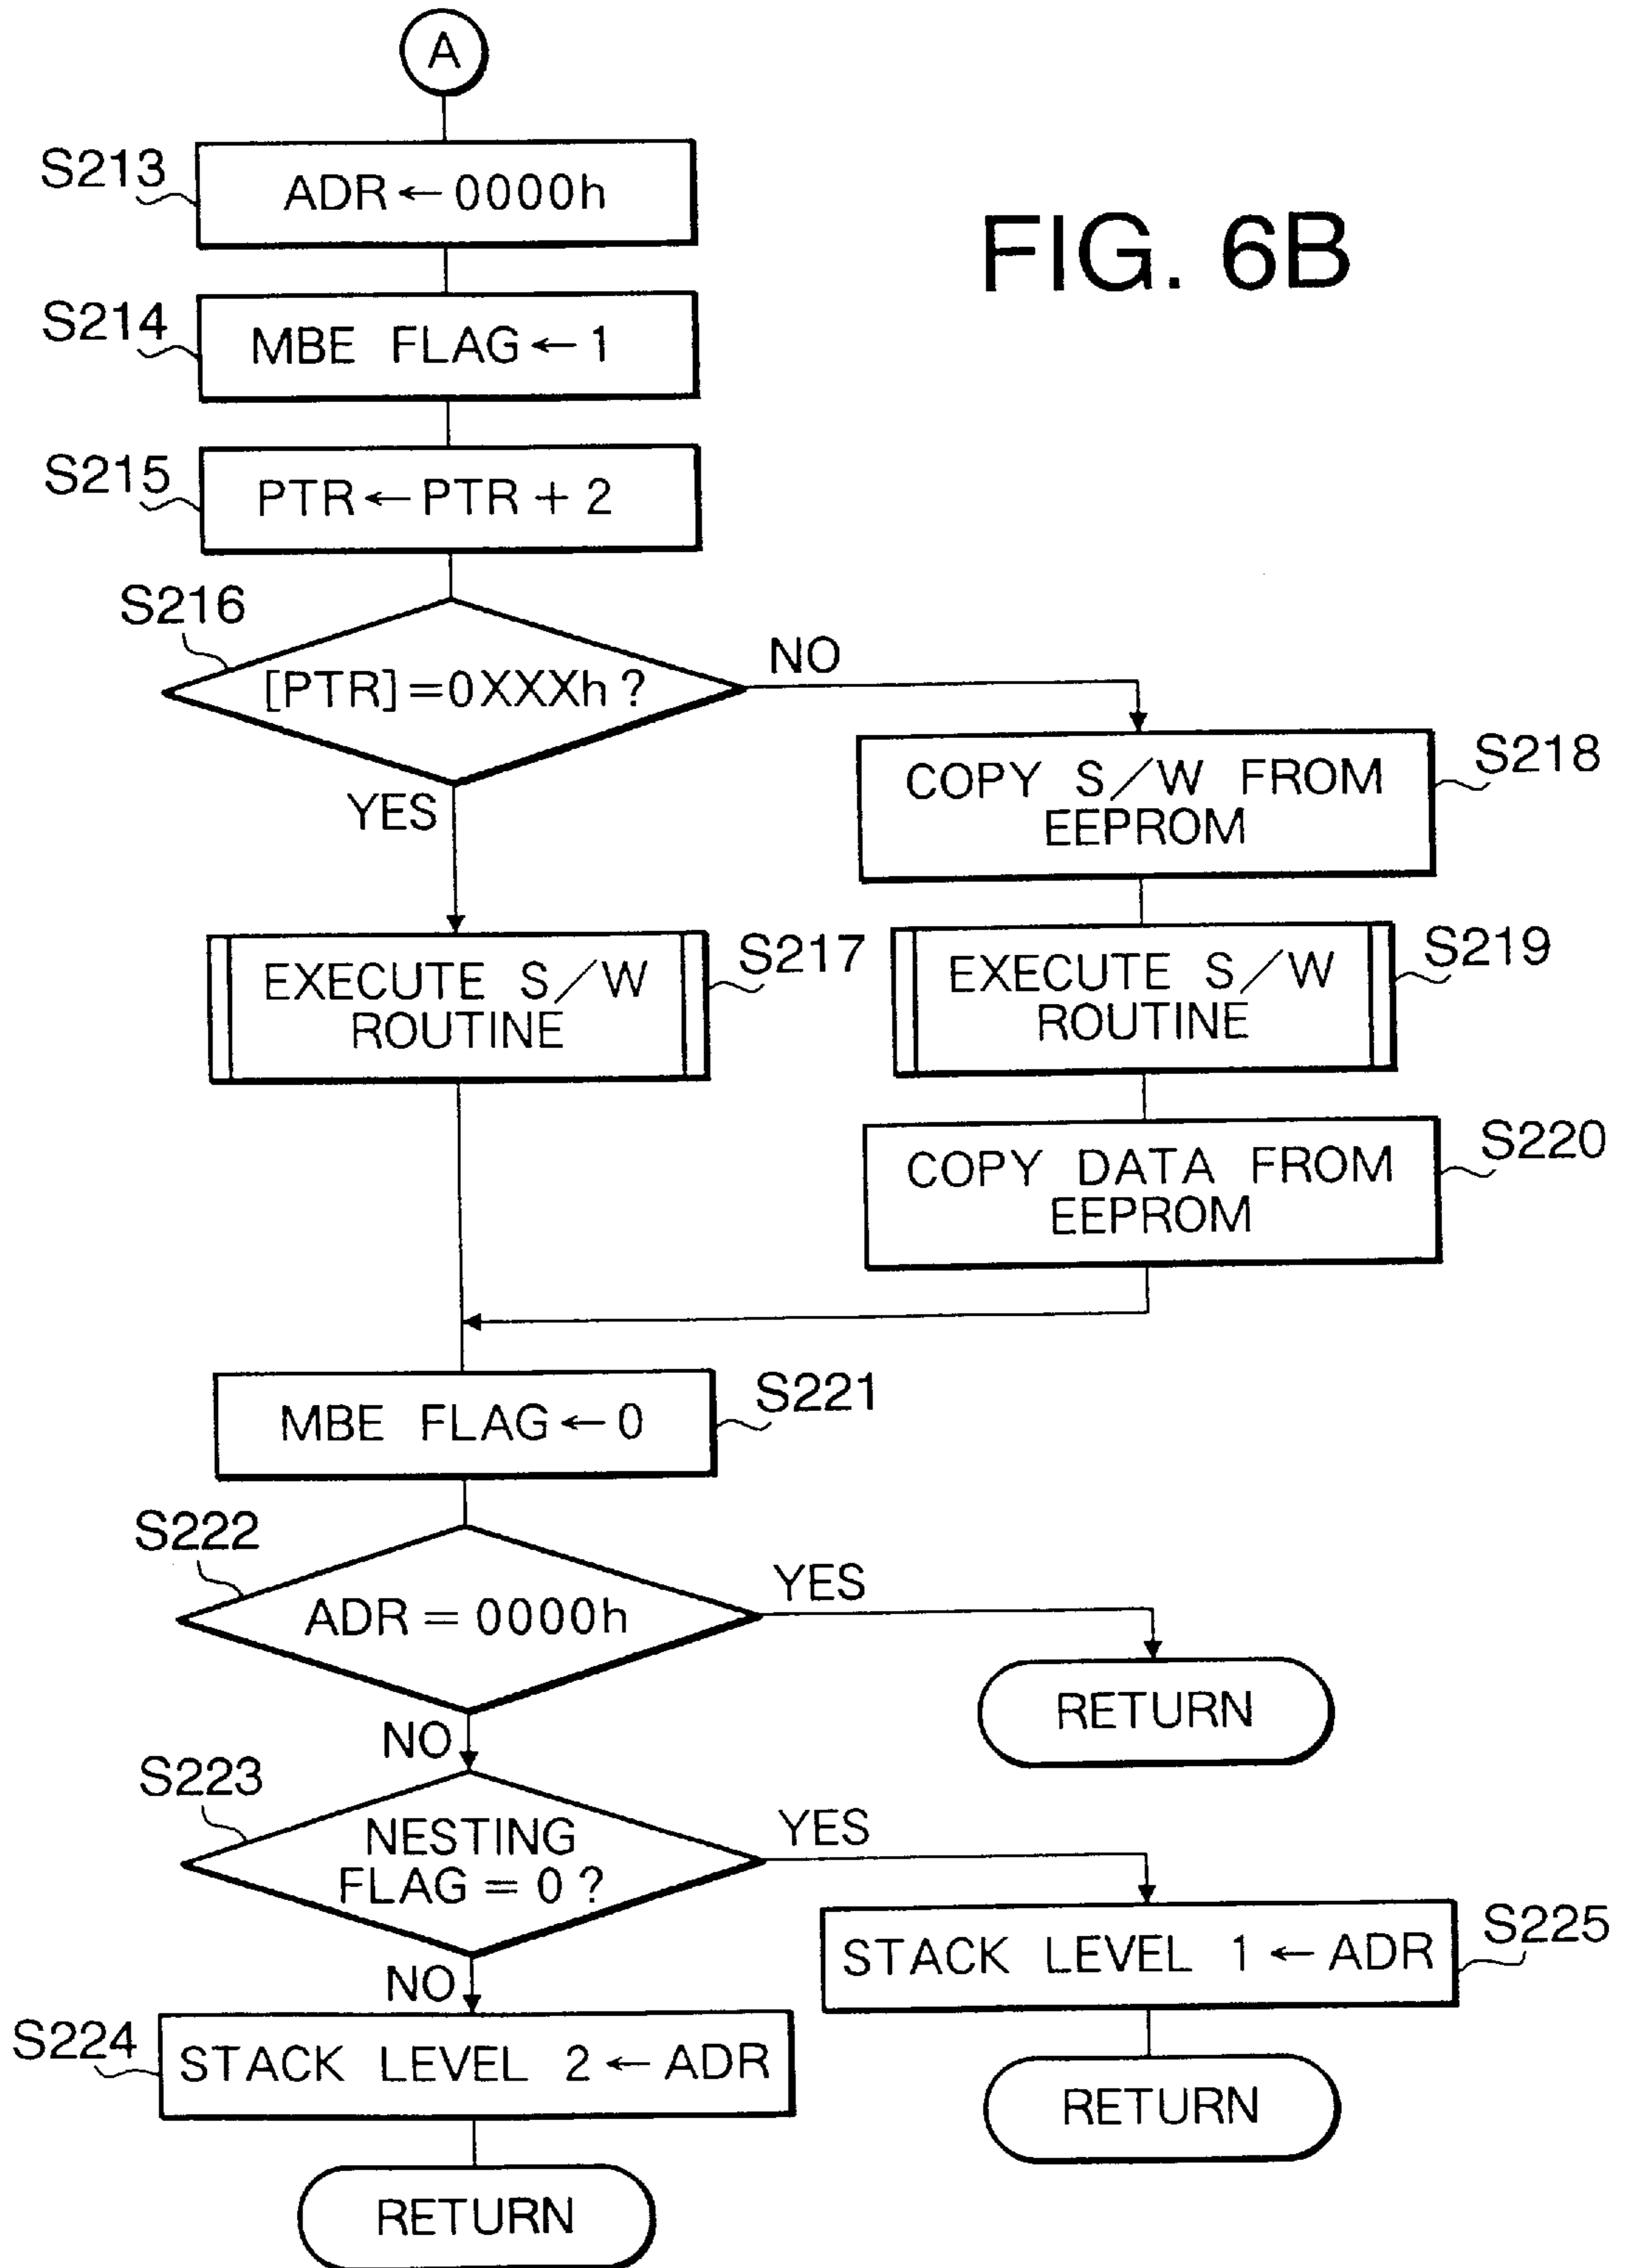 A
S213
ADR ← 0000h
FIG. 6B
S214
MBE FLAG ← 1
S215
PTR ← PTR + 2
S216
[PTR] = 0XXXh ?
NO
YES
S218
COPY S/W FROM
EEPROM
S217
EXECUTE S/W
ROUTINE
S219
EXECUTE S/W
ROUTINE
S220
COPY DATA FROM
EEPROM
S221
MBE FLAG ← 0
S222
ADR = 0000h
YES
RETURN
NO
S223
NESTING
FLAG = 0 ?
YES
S225
STACK LEVEL 1 ← ADR
NO
S224
STACK LEVEL 2 ← ADR
RETURN
RETURN